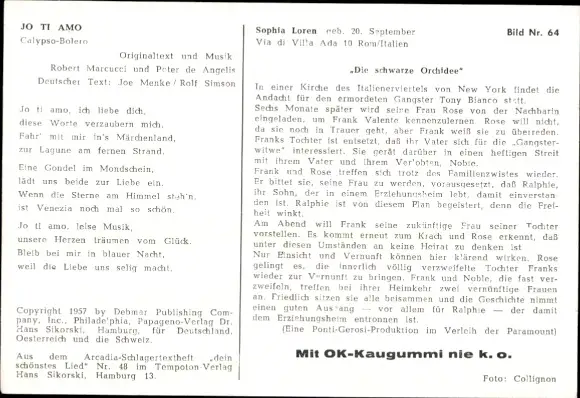 JO TI AMO
Calypso-Bolero
Originaltext und Musik
Robert Marcucci und Peter de Angelis
Deutscher Text: Joe Menke / Rolf Simson
Jo ti amo, ich liebe dich,
diese Worte verzaubern mich.
Fahr' mit mir in's Märchenland,
zur Lagune am fernen Strand.
Eine Gondel im Mondschein,
lädt uns beide zur Liebe ein.
Wenn die Sterne am Himmel steh'n,
ist Venezia noch mal so schön.
Jo ti amo, leise Musik,
unsere Herzen träumen vom Glück.
Bleib bei mir in blauer Nacht,
weil die Liebe uns selig macht.
Copyright 1957 by Debmar Publishing Com-
pany, Inc., Philadelphia, Papageno-Verlag Dr.
Hans Sikorski, Hamburg, für Deutschland,
Oesterreich und die Schweiz.
Aus dem Arcadia-Schlagertextheft „dein
schönstes Lied" Nr. 48 im Tempoton-Verlag
Hans Sikorski, Hamburg 13.
Sophia Loren geb. 20. September
Via di Villa Ada 10 Rom/Italien
Bild Nr. 64
„Die schwarze Orchidee"
In einer Kirche des Italienerviertels von New York findet die
Andacht für den ermordeten Gangster Tony Bianco statt.
Sechs Monate später wird seine Frau Rose von der Nachbarin
eingeladen, um Frank Valente kennenzulernen. Rose will nicht,
da sie noch in Trauer geht, aber Frank weiß sie zu überreden.
Franks Tochter ist entsetzt, daß ihr Vater sich für die „Gangster-
witwe" interessiert. Sie gerät darüber in einen heftigen Streit
mit ihrem Vater und ihrem Verlobten, Noble.
Frank und Rose treffen sich trotz des Familienzwistes wieder.
Er bittet sie, seine Frau zu werden, vorausgesetzt, daß Ralphie,
ihr Sohn, der in einem Erziehungsheim lebt, damit einverstan-
den ist. Ralphie ist von diesem Plan begeistert, denn die Frei-
heit winkt.
Am Abend will Frank seine zukünftige Frau seiner Tochter
vorstellen. Es kommt erneut zum Krach und Rose erkennt, daß
unter diesen Umständen an keine Heirat zu denken ist
Nur Einsicht und Vernunft können hier klärend wirken. Rose
gelingt es, die innerlich völlig verzweifelte Tochter Franks
wieder zur Vernunft zu bringen. Frank und Noble, die fast ver-
zweifeln, treffen bei ihrer Heimkehr zwei vernünftige Frauen
an. Friedlich sitzen sie alle beisammen und die Geschichte nimmt
einen guten Ausgang — vor allem für Ralphie — der damit
dem Erziehungsheim entronnen ist.
(Eine Ponti-Gerosi-Produktion im Verleih der Paramount)
Mit OK-Kaugummi nie k. o.
Foto: Collignon